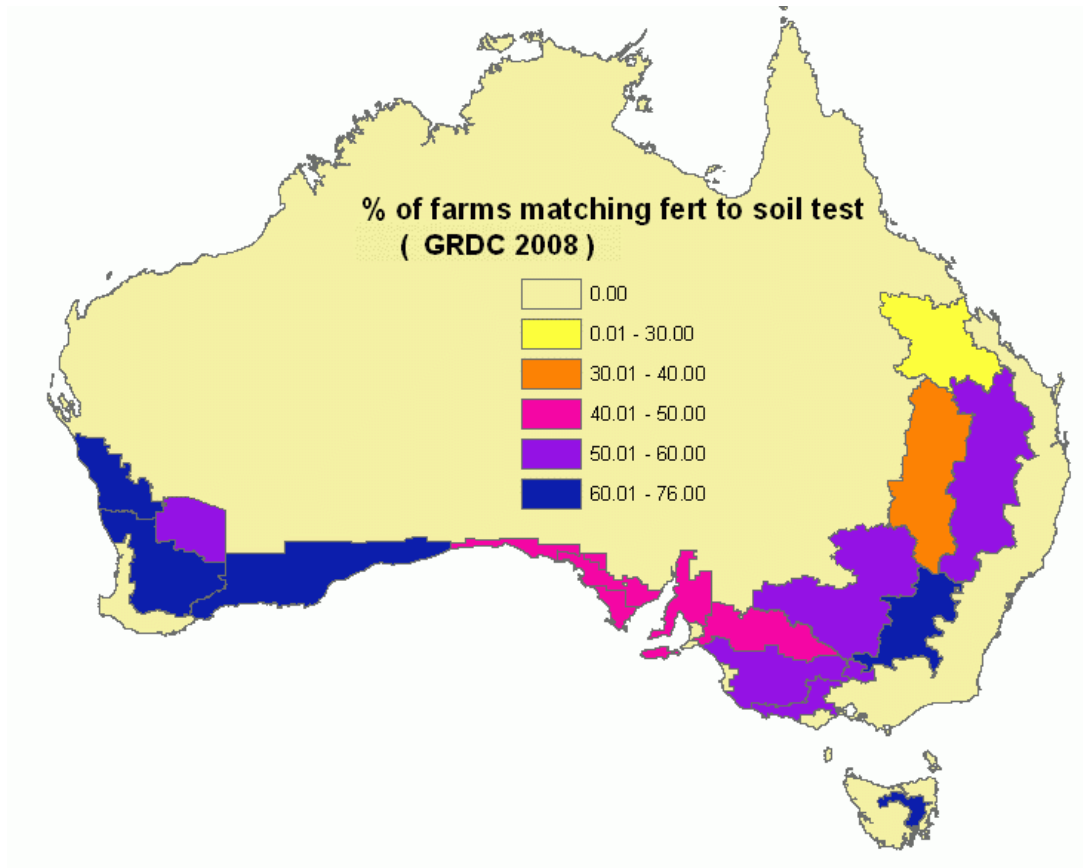 % of farms matching fert to soil test
( GRDC 2008 )
0.00
0.01 - 30.00
30.01 - 40.00
40.01 - 50.00
50.01 - 60.00
60.01 - 76.00